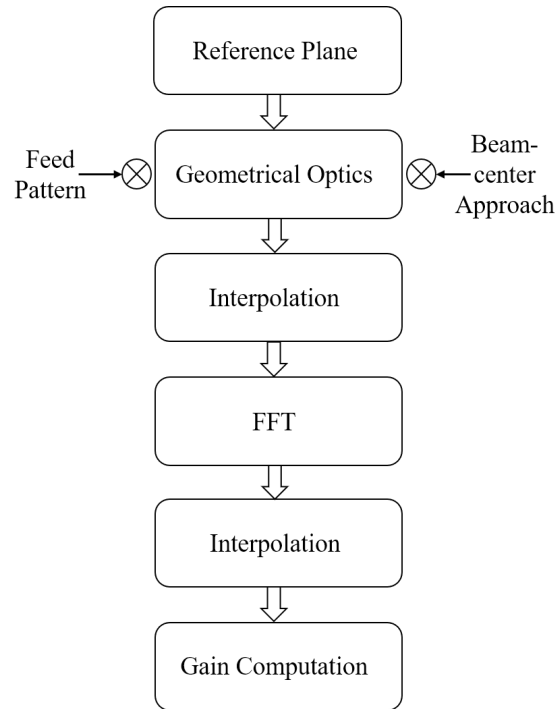 Reference Plane
Feed
Pattern
Geometrical Optics
Beam-
center
Approach
Interpolation
FFT
Interpolation
Gain Computation